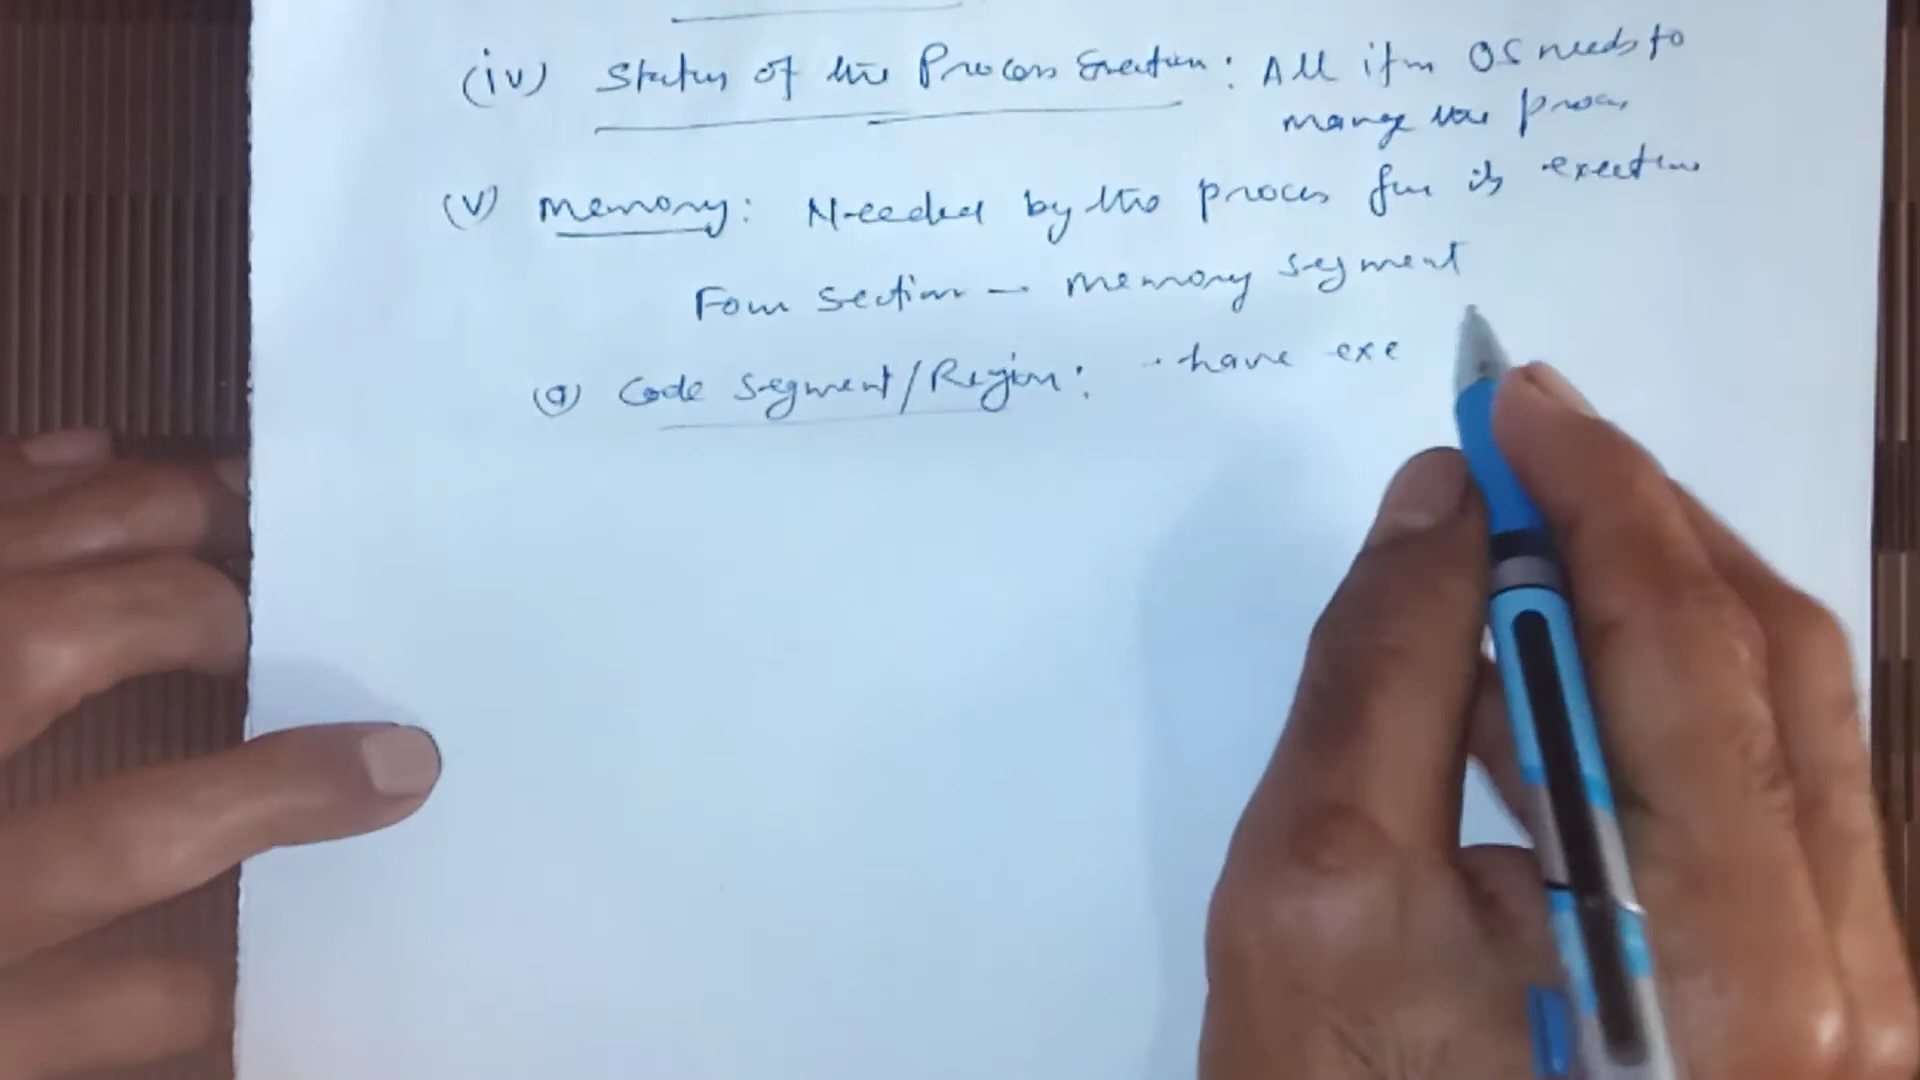 (iv) Status of the Process Execution : All ifm OS needs to
manage the process
(v) Memory : Needed by the process for its execution
Four section - memory segment
(a) Code Segment/Region : . have exe